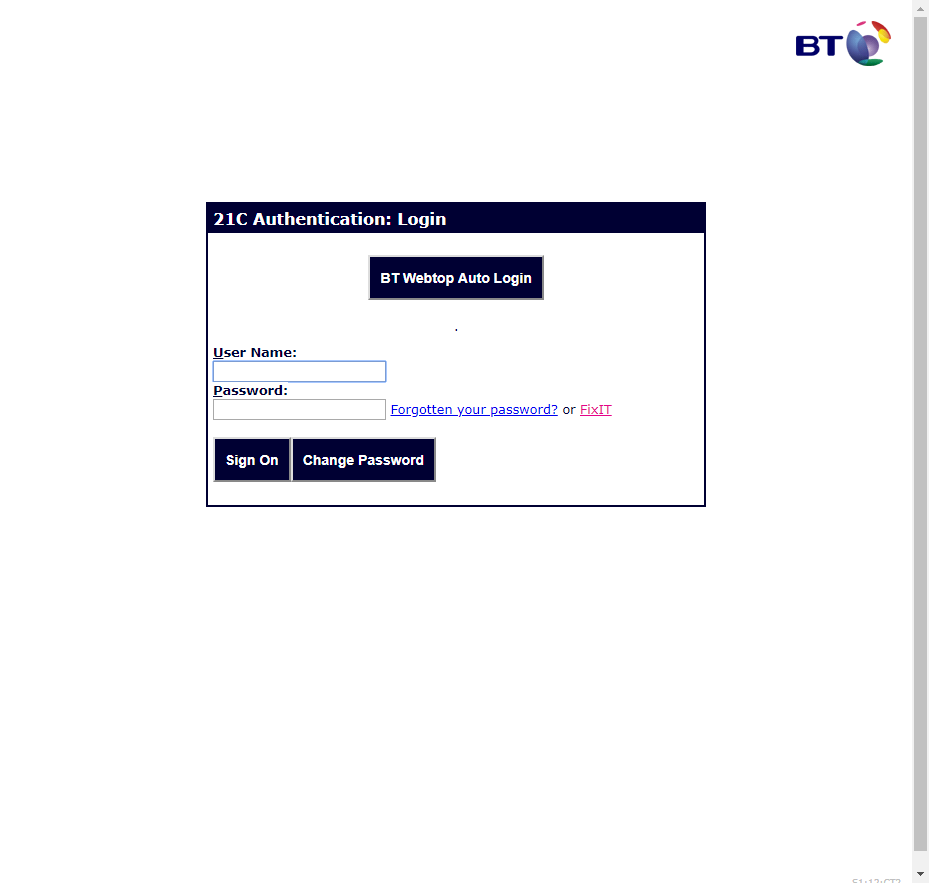 BT
21C Authentication: Login
BT Webtop Auto Login
.
User Name:
Password:
Forgotten your password? or FixIT
Sign On Change Password